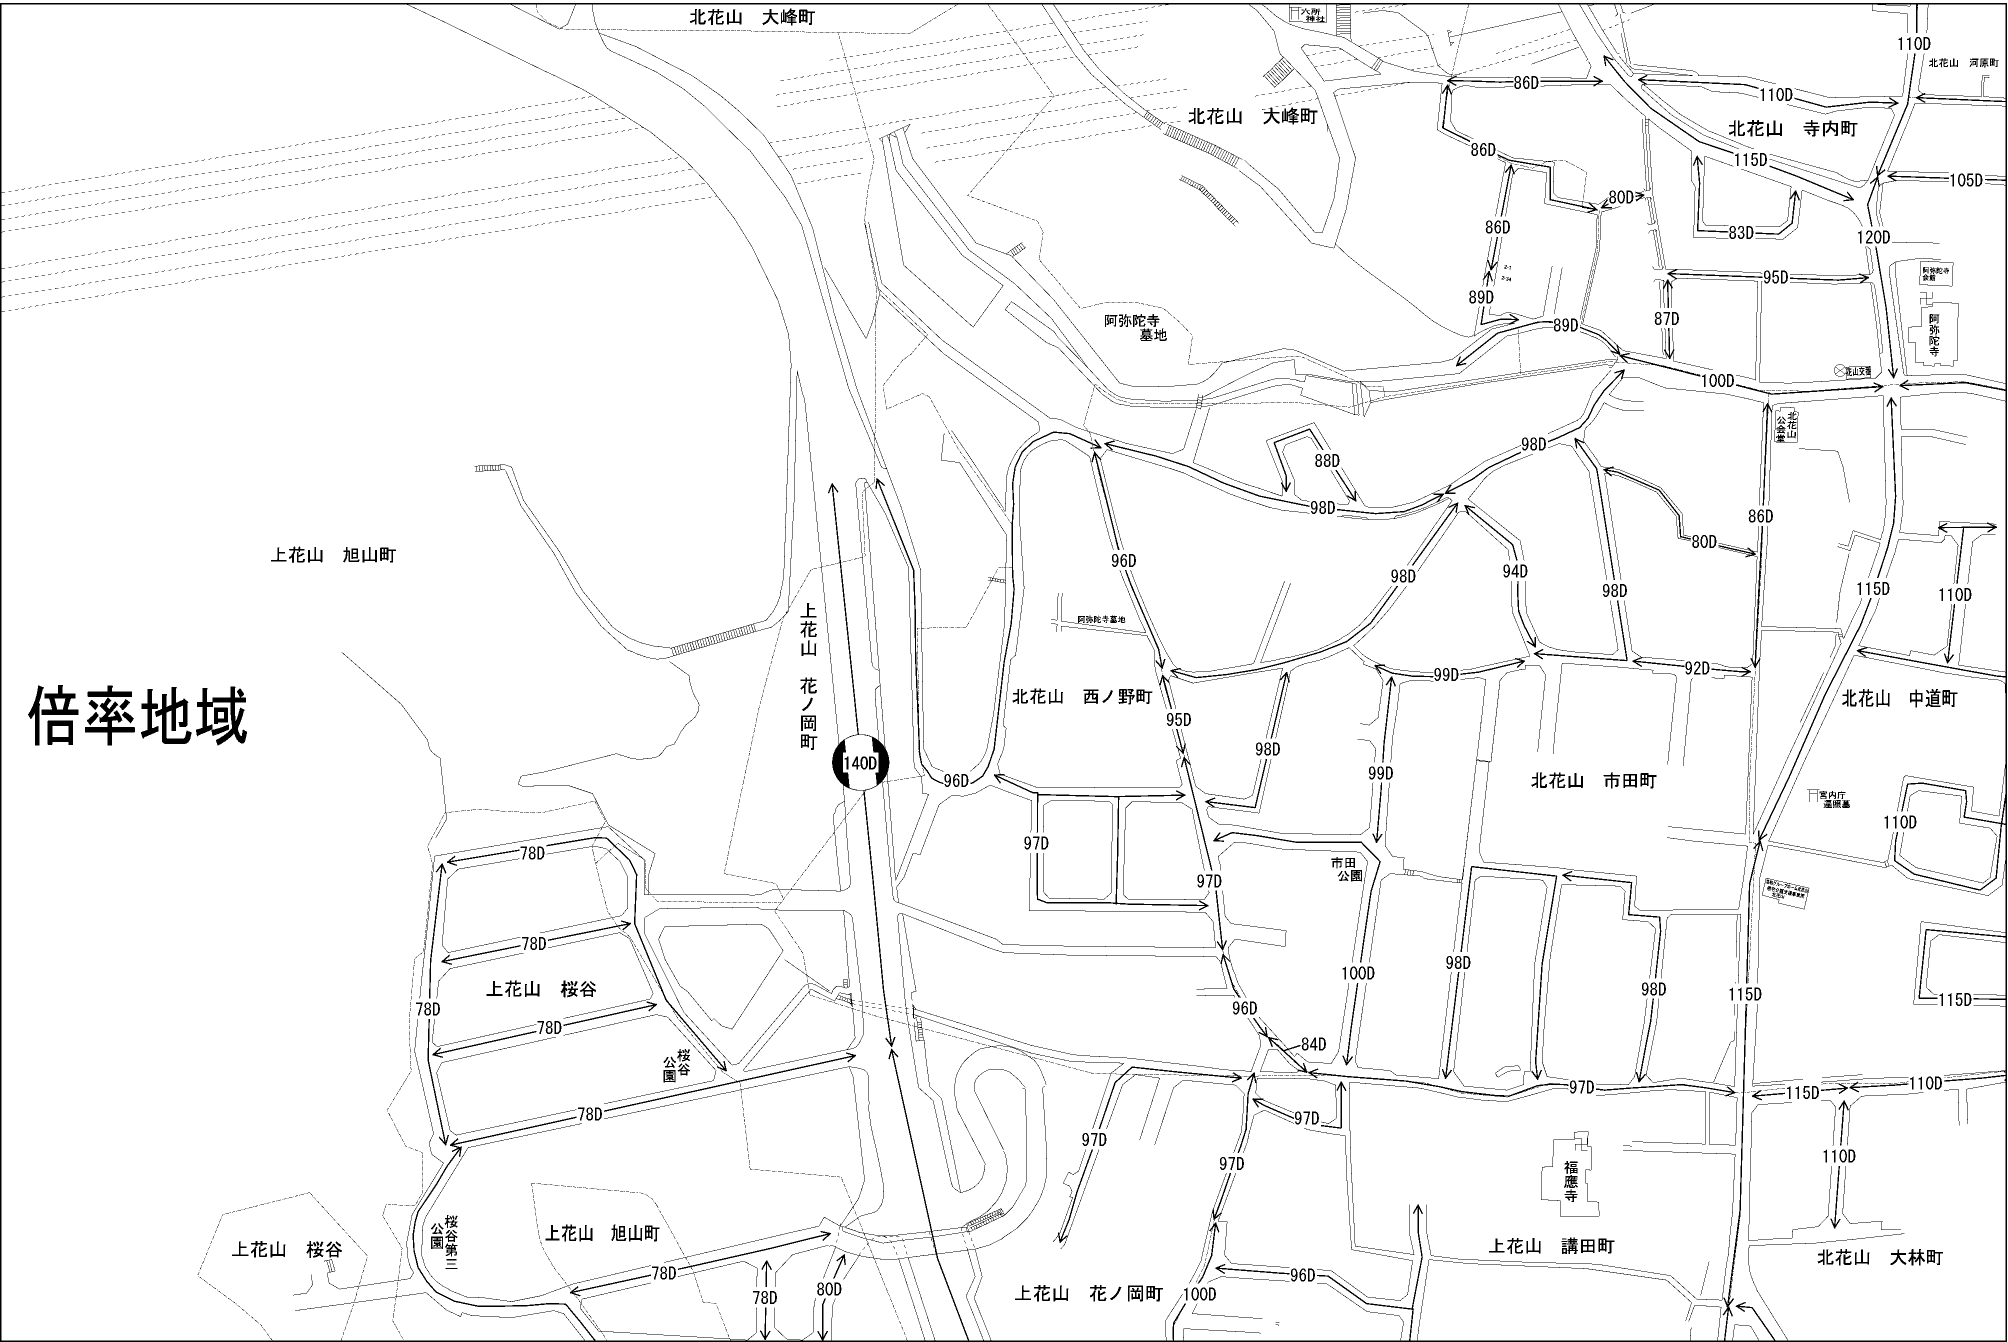 北花山　大峰町
六所
神社
110D
北花山　河原町
86D
110D
北花山　大峰町
北花山　寺内町
86D
115D
105D
80D
86D
83D
120D
95D
阿弥陀寺
会館
89D
87D
阿弥陀寺
墓地
89D
阿弥陀寺
100D
花山交番
北花山
公会堂
98D
88D
98D
86D
80D
上花山　旭山町
96D
98D
94D
98D
115D
110D
上花山　花ノ岡町
阿弥陀寺墓地
99D
92D
北花山　西ノ野町
北花山　中道町
倍率地域
95D
98D
140D
99D
96D
北花山　市田町
宮内庁
遍照墓
110D
97D
78D
市田
公園
97D
78D
98D
100D
上花山　桜谷
98D
115D
115D
78D
96D
78D
84D
桜谷
公園
97D
115D
110D
78D
97D
97D
97D
110D
福應寺
桜谷第三
公園
上花山　旭山町
上花山　桜谷
上花山　講田町
北花山　大林町
78D
96D
78D
80D
上花山　花ノ岡町
100D